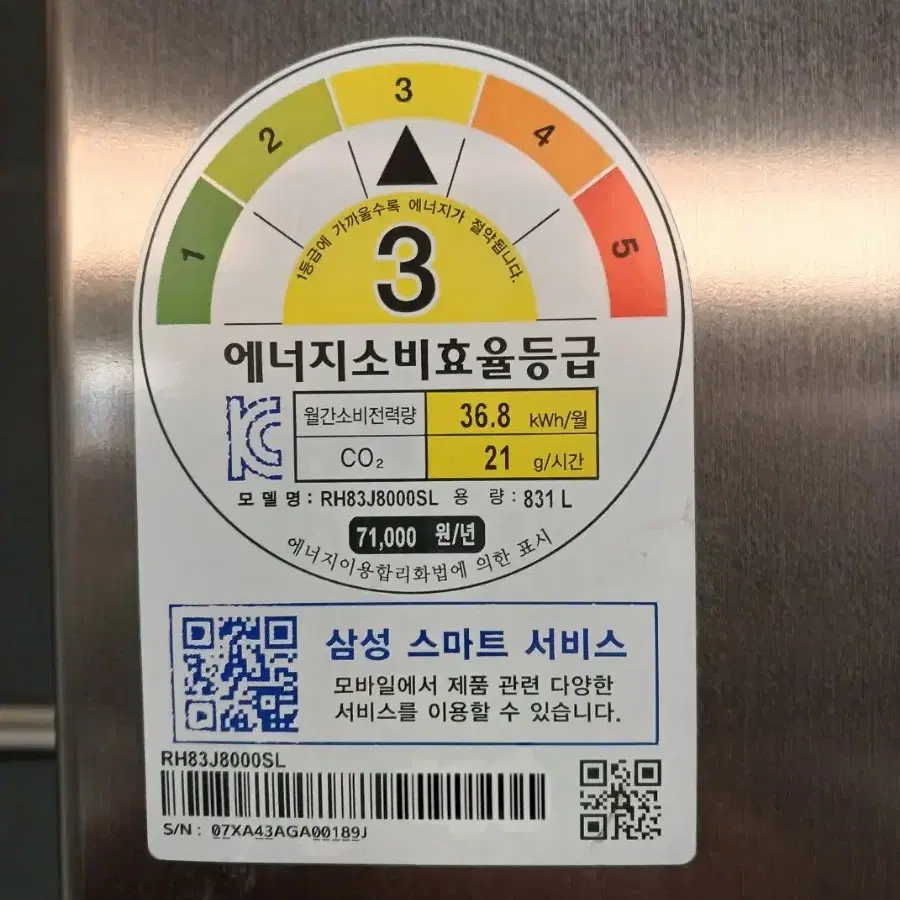 1
2
3
4
5
1등급에 가까울수록 에너지가 절약됩니다.
3
에너지소비효율등급
월간소비전력량 36.8 kWh/월
CO₂ 21 g/시간
모델명 : RH83J8000SL 용 량 : 831 L
71,000 원/년
에너지이용합리화법에 의한 표시
삼성 스마트 서비스
모바일에서 제품 관련 다양한
서비스를 이용할 수 있습니다.
RH83J8000SL
S/N : 07XA43AGA00189J